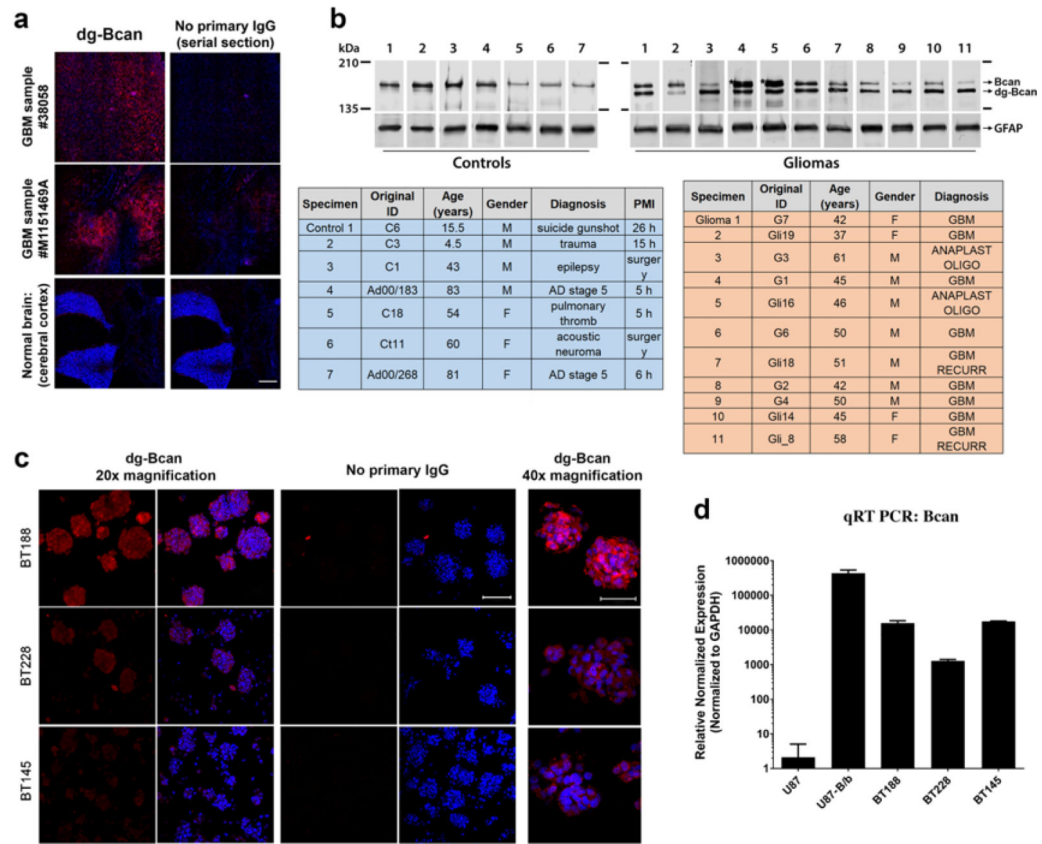 a
dg-Bcan
No primary IgG
(serial section)
GBM sample
#38058
GBM sample
#M1151469A
Normal brain:
(cerebral cortex)
b
kDa
1 2 3 4 5 6 7
1 2 3 4 5 6 7 8 9 10 11
210
135
Bcan
dg-Bcan
GFAP
Controls
Gliomas
Specimen Original ID Age (years) Gender Diagnosis PMI
Control 1 C6 15.5 M suicide gunshot 26 h
2 C3 4.5 M trauma 15 h
3 C1 43 M epilepsy surgery
4 Ad00/183 83 M AD stage 5 5 h
5 C18 54 F pulmonary thromb 5 h
6 Ct11 60 F acoustic neuroma surgery
7 Ad00/268 81 F AD stage 5 6 h
Specimen Original ID Age (years) Gender Diagnosis
Glioma 1 G7 42 F GBM
2 Gli19 37 F GBM
3 G3 61 M ANAPLAST OLIGO
4 G1 45 M GBM
5 Gli16 46 M ANAPLAST OLIGO
6 G6 50 M GBM
7 Gli18 51 M GBM RECURR
8 G2 42 M GBM
9 G4 50 M GBM
10 Gli14 45 F GBM
11 Gli_8 58 F GBM RECURR
c
dg-Bcan
20x magnification
No primary IgG
dg-Bcan
40x magnification
BT188
BT228
BT145
d
qRT PCR: Bcan
Relative Normalized Expression
(Normalized to GAPDH)
1000000
100000
10000
1000
100
10
1
U87
U87-B/b
BT188
BT228
BT145